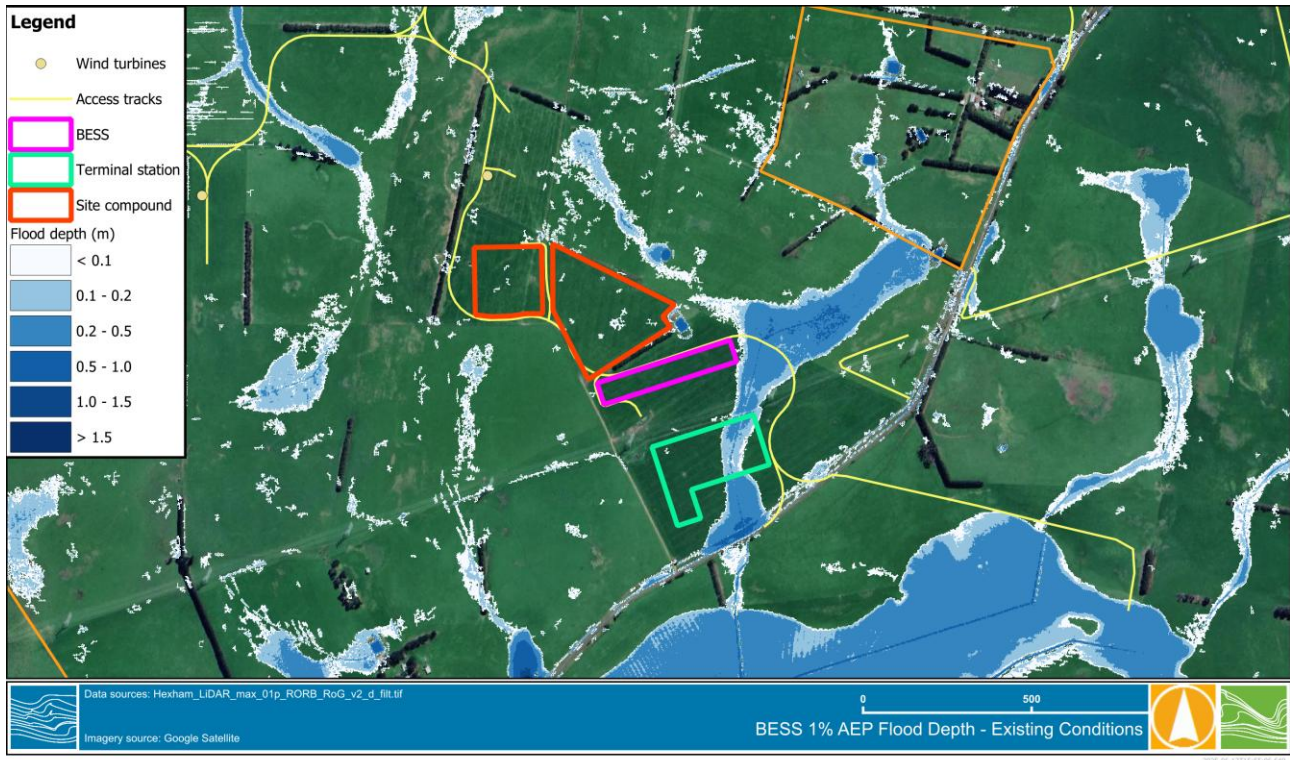 Legend
Wind turbines
Access tracks
BESS
Terminal station
Site compound
Flood depth (m)
< 0.1
0.1 - 0.2
0.2 - 0.5
0.5 - 1.0
1.0 - 1.5
> 1.5
Data sources: Hexham_LiDAR_max_01p_RORB_RoG_v2_d_filt.tif
Imagery source: Google Satellite
0 500
BESS 1% AEP Flood Depth - Existing Conditions